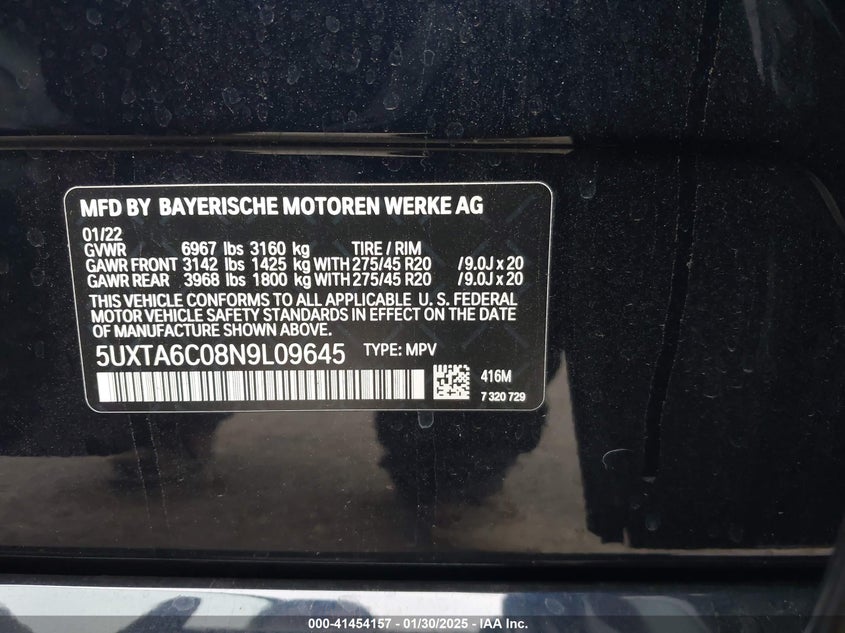 MFD BY BAYERISCHE MOTOREN WERKE AG
01/22
GVWR 6967 lbs 3160 kg TIRE / RIM
GAWR FRONT 3142 lbs 1425 kg WITH 275/45 R20 /9.0J x 20
GAWR REAR 3968 lbs 1800 kg WITH 275/45 R20 /9.0J x 20
THIS VEHICLE CONFORMS TO ALL APPLICABLE U. S. FEDERAL
MOTOR VEHICLE SAFETY STANDARDS IN EFFECT ON THE DATE
OF MANUFACTURE SHOWN ABOVE.
5UXTA6C08N9L09645 TYPE: MPV
416M
7 320 729
000-41454157 - 01/30/2025 - IAA Inc.